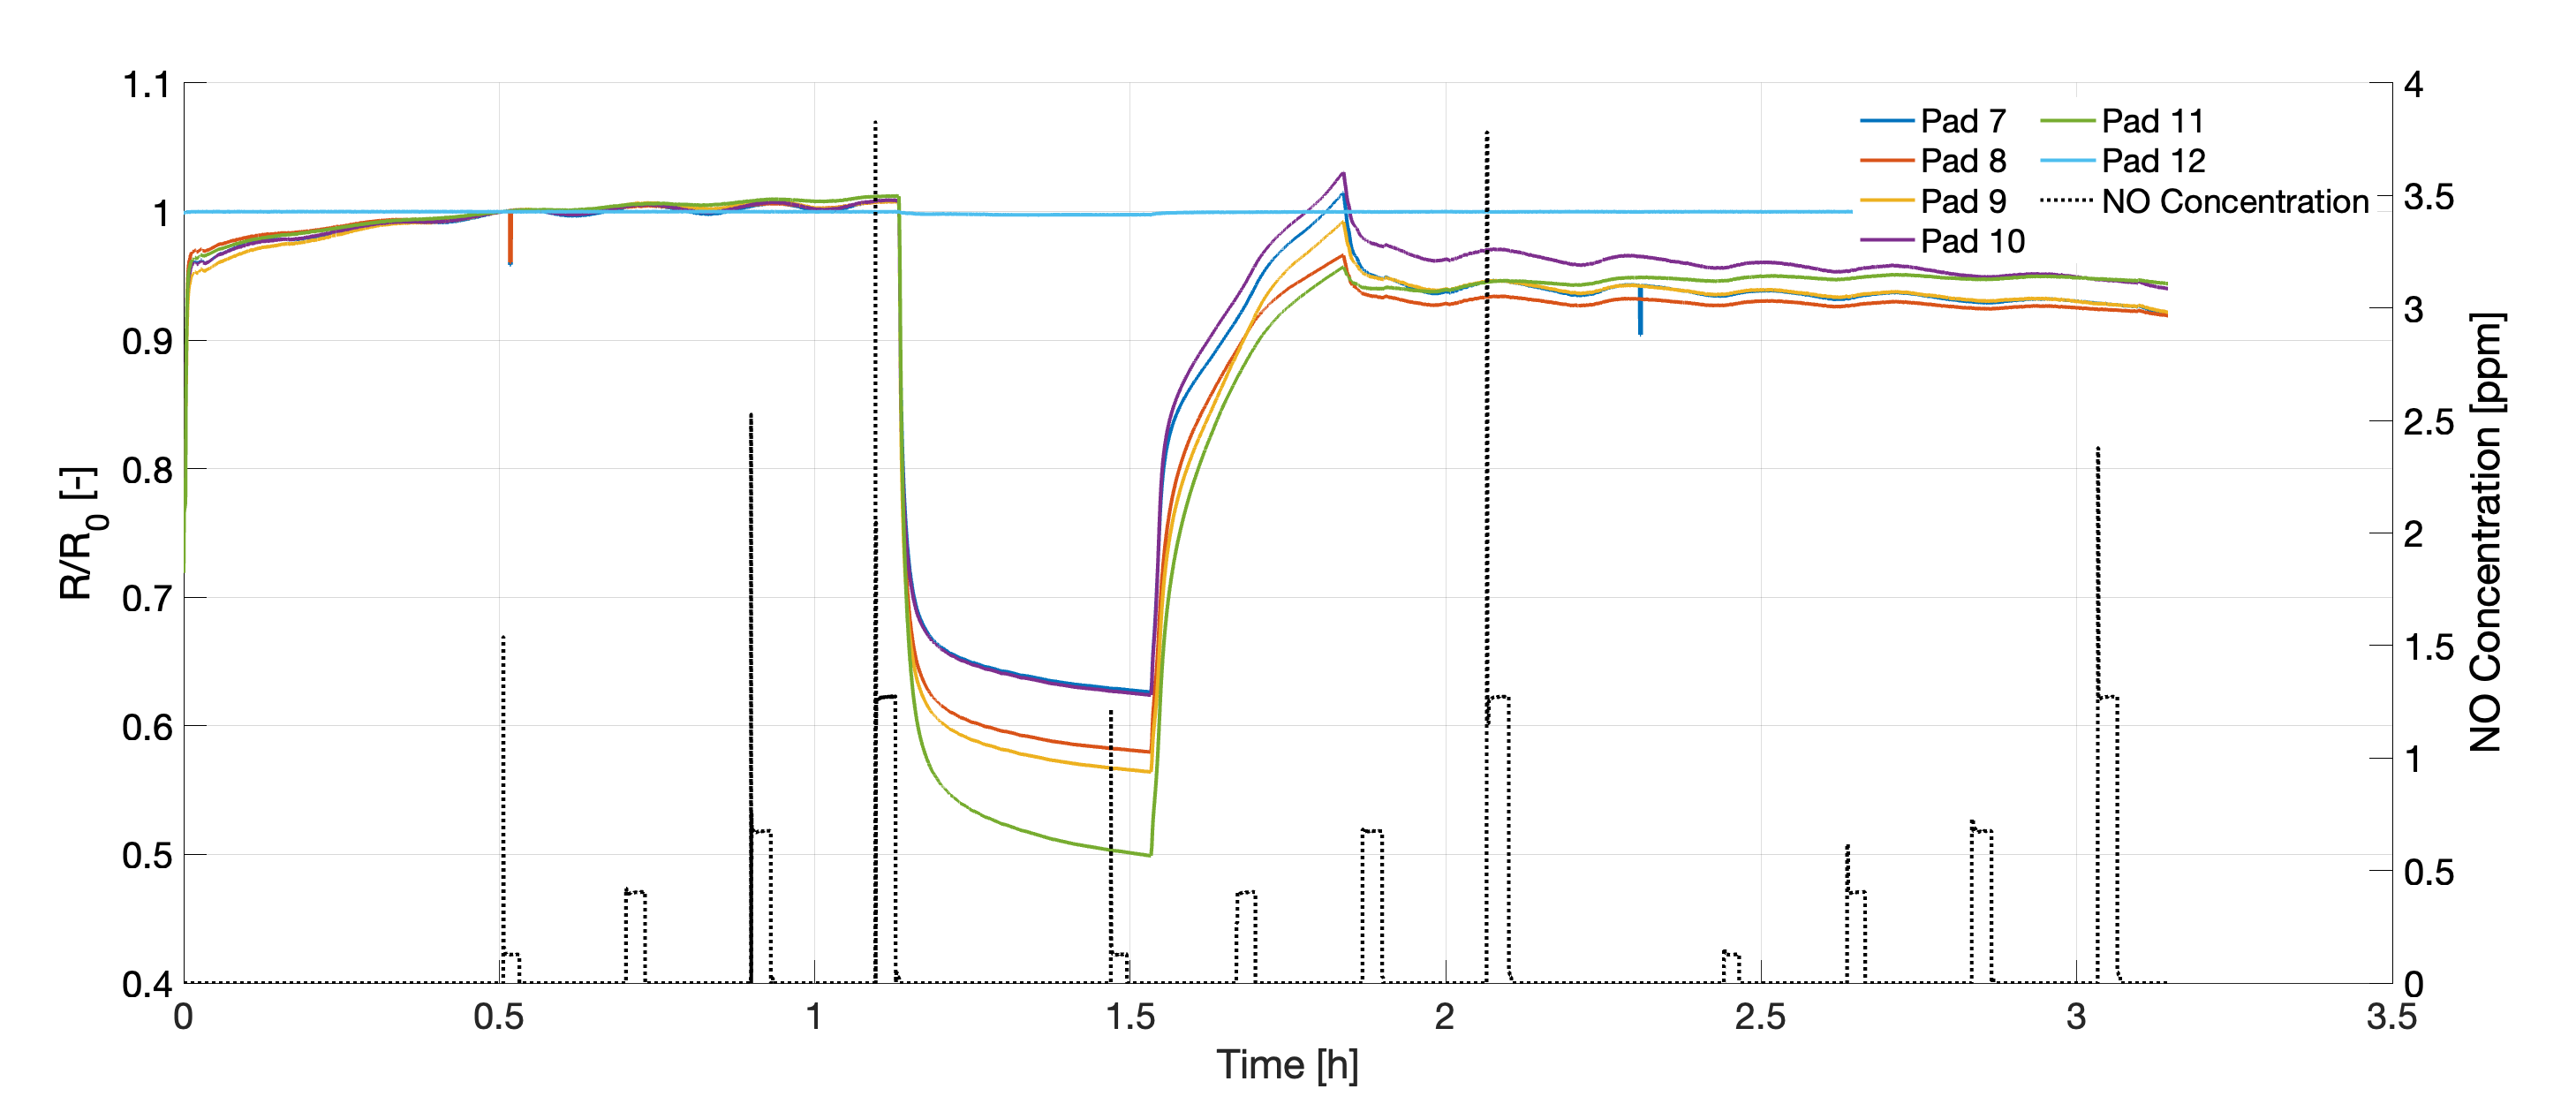 1.1
1
0.9
0.8
0.7
0.6
0.5
0.4
R/R₀ [-]
0 0.5 1 1.5 2 2.5 3 3.5
Time [h]
4
3.5
3
2.5
2
1.5
1
0.5
0
NO Concentration [ppm]
Pad 7
Pad 8
Pad 9
Pad 10
Pad 11
Pad 12
NO Concentration